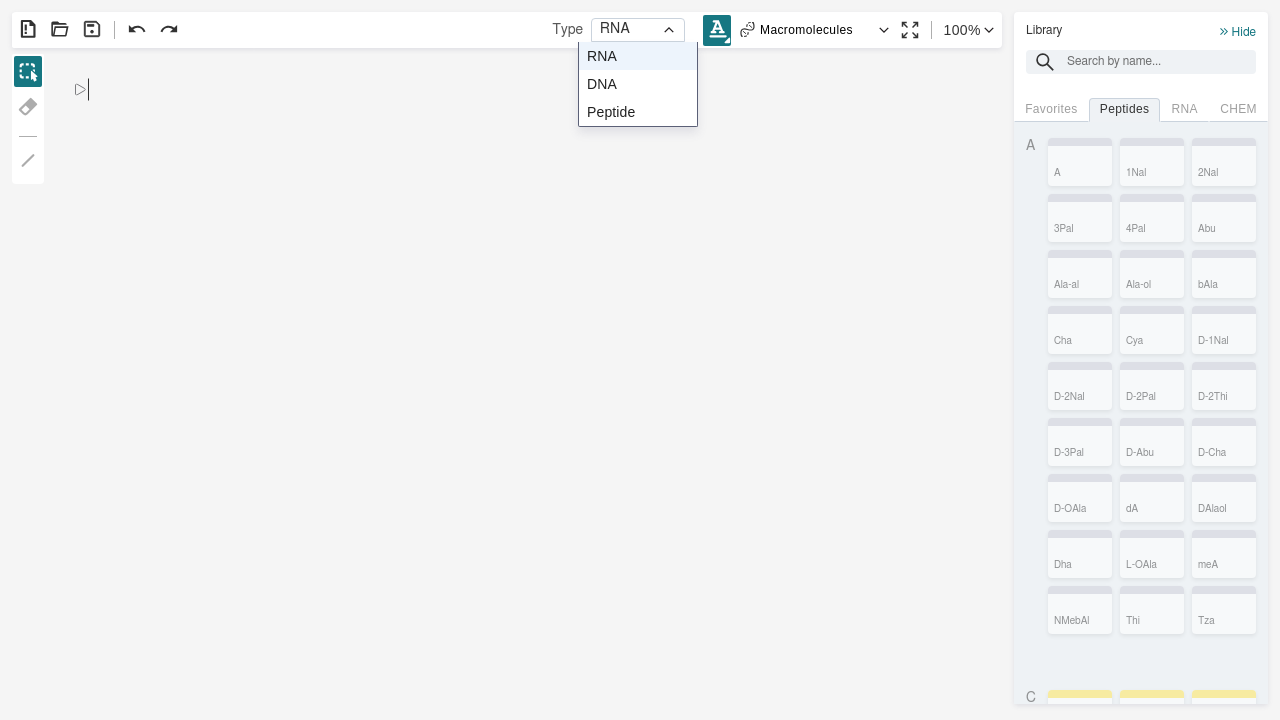 Type RNA
Macromolecules
100%
RNA
DNA
Peptide
Library
Hide
Search by name...
Favorites Peptides RNA CHEM
A
A 1Nal 2Nal
3Pal 4Pal Abu
Ala-al Ala-ol bAla
Cha Cya D-1Nal
D-2Nal D-2Pal D-2Thi
D-3Pal D-Abu D-Cha
D-OAla dA DAlaol
Dha L-OAla meA
NMebAl Thi Tza
C